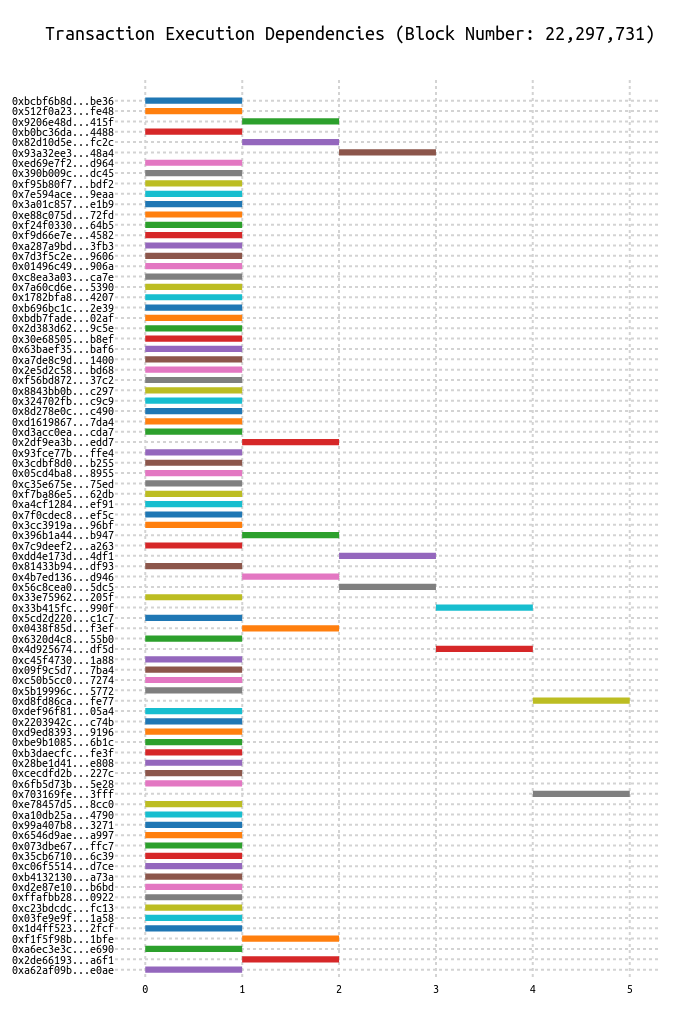 Transaction Execution Dependencies (Block Number: 22,297,731)
0xbcbf6b8d...be36
0x512f0a23...fe48
0x9206e48d...415f
0xb0bc36da...4488
0x82d10d5e...fc2c
0x93a32ee3...48a4
0xed69e7f2...d964
0x390b009c...dc45
0xf95b80f7...bdf2
0x7e594ace...9eaa
0x3a01c857...e1b9
0xe88c075d...72fd
0xf24f0330...64b5
0xf9d66e7e...4582
0xa287a9bd...3fb3
0x7d3f5c2e...9606
0x01496c49...906a
0xc8ea3a03...ca7e
0x7a60cd6e...5390
0x1782bfa8...4207
0xb696bc1c...2e39
0xbdb7fade...02af
0x2d383d62...9c5e
0x30e68505...b8ef
0x63baef35...baf6
0xa7de8c9d...1400
0x2e5d2c58...bd68
0xf56bd872...37c2
0x8843bb0b...c297
0x324702fb...c9c9
0x8d278e0c...c490
0xd1619867...7da4
0xd3acc0ea...cda7
0x2df9ea3b...edd7
0x93fce77b...ffe4
0x3cdbf8d0...b255
0x05cd4ba8...8955
0xc35e675e...75ed
0xf7ba86e5...62db
0xa4cf1284...ef91
0x7f0cdec8...ef5c
0x3cc3919a...96bf
0x396b1a44...b947
0x7c9deef2...a263
0xdd4e173d...4df1
0x81433b94...df93
0x4b7ed136...d946
0x56c8cea0...5dc5
0x33e75962...205f
0x33b415fc...990f
0x5cd2d220...c1c7
0x0438f85d...f3ef
0x6320d4c8...55b0
0x4d925674...df5d
0xc45f4730...1a88
0x09f9c5d7...7ba4
0xc50b5cc0...7274
0x5b19996c...5772
0xd8fd86ca...fe77
0xdef96f81...05a4
0x2203942c...c74b
0xd9ed8393...9196
0xbe9b1085...6b1c
0xb3daecfc...fe3f
0x28be1d41...e808
0xcecdfd2b...227c
0x6fb5d73b...5e28
0x703169fe...3fff
0xe78457d5...8cc0
0xa10db25a...4790
0x99a407b8...3271
0x6546d9ae...a997
0x073dbe67...ffc7
0x35cb6710...6c39
0xc06f5514...d7ce
0xb4132130...a73a
0xd2e87e10...b6bd
0xffafbb28...0922
0xc23bdcdc...fc13
0x03fe9e9f...1a58
0x1d4ff523...2fcf
0xf1f5f98b...1bfe
0xa6ec3e3c...e690
0x2de66193...a6f1
0xa62af09b...e0ae
0 1 2 3 4 5